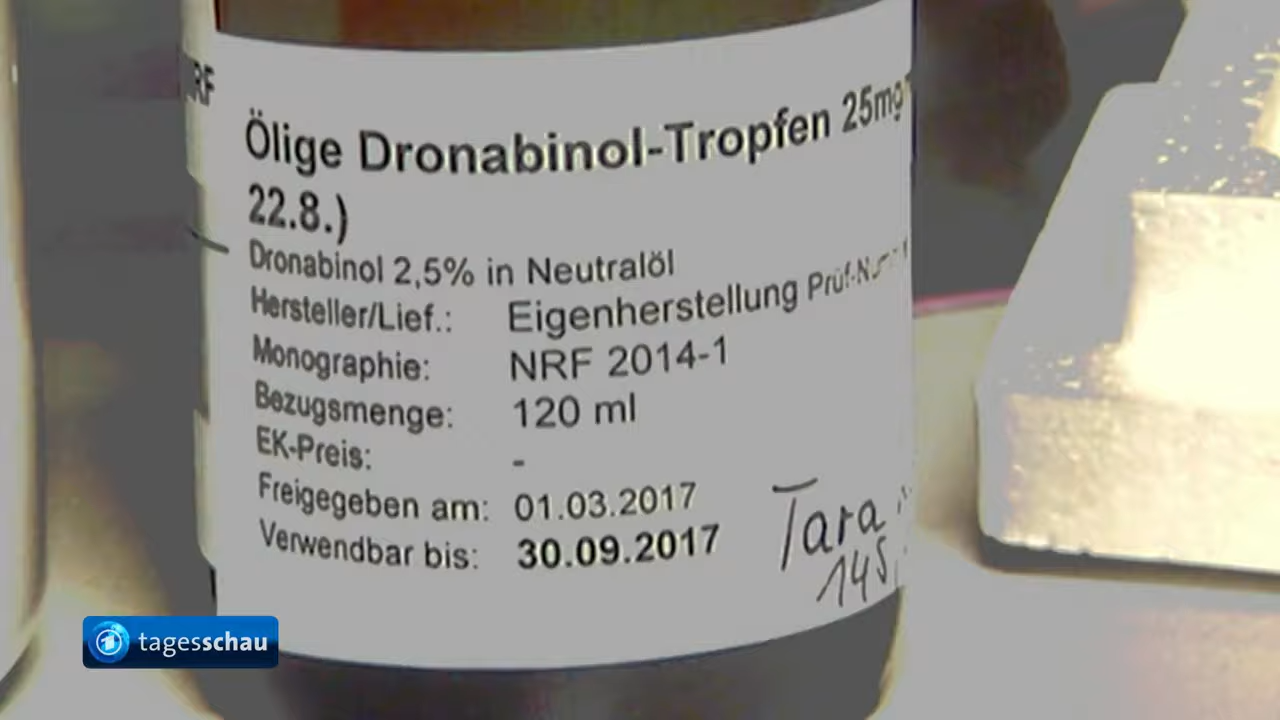 RF
Ölige Dronabinol-Tropfen 25mg
22.8.)
Dronabinol 2,5% in Neutralöl
Hersteller/Lief.: Eigenherstellung
Monographie: NRF 2014-1
Bezugsmenge: 120 ml
EK-Preis: -
Freigegeben am: 01.03.2017
Verwendbar bis: 30.09.2017
Tara
145
tagesschau